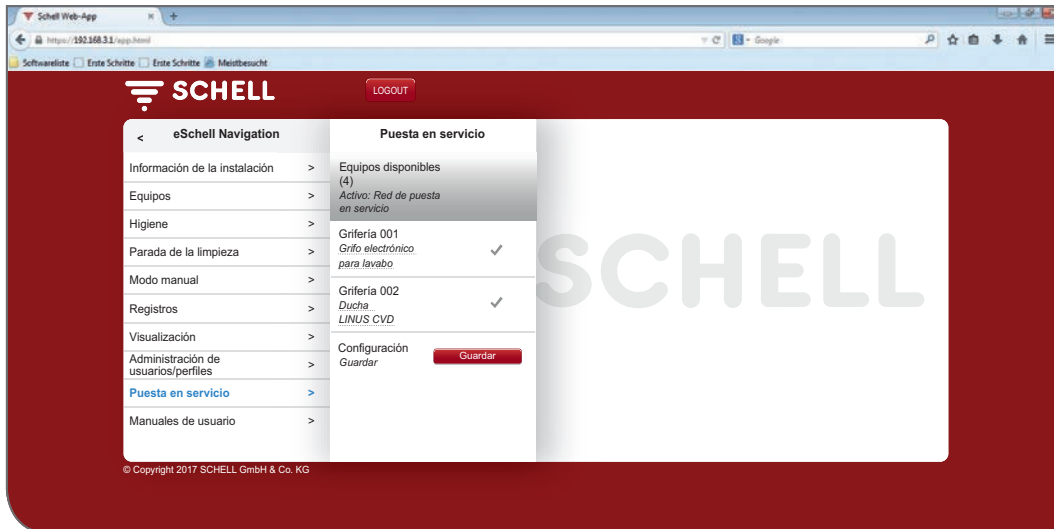 Schell Web-App
https://192.168.3.1/app.html
Google
Softwareliste Erste Schritte Erste Schritte Meistbesucht
SCHELL
LOGOUT
< eSchell Navigation
Información de la instalación >
Equipos >
Higiene >
Parada de la limpieza >
Modo manual >
Registros >
Visualización >
Administración de
usuarios/perfiles >
Puesta en servicio >
Manuales de usuario >
Puesta en servicio
Equipos disponibles
(4)
Activo: Red de puesta
en servicio
Grifería 001
Grifo electrónico
para lavabo
Grifería 002
Ducha
LINUS CVD
Configuración
Guardar
Guardar
SCHELL
© Copyright 2017 SCHELL GmbH & Co. KG